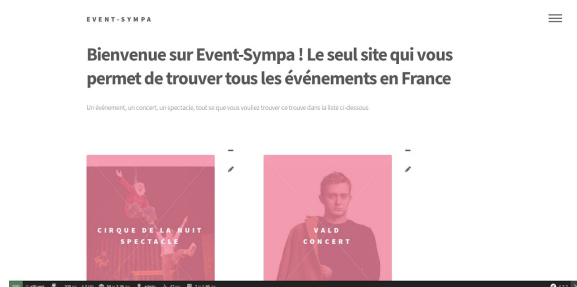 EVENT-SYMPA
Bienvenue sur Event-Sympa ! Le seul site qui vous
permet de trouver tous les événements en France
Un événement, un concert, un spectacle, tout se que vous vouliez trouver ce trouve dans la liste ci-dessous
CIRQUE DE LA NUIT
SPECTACLE
VALD
CONCERT